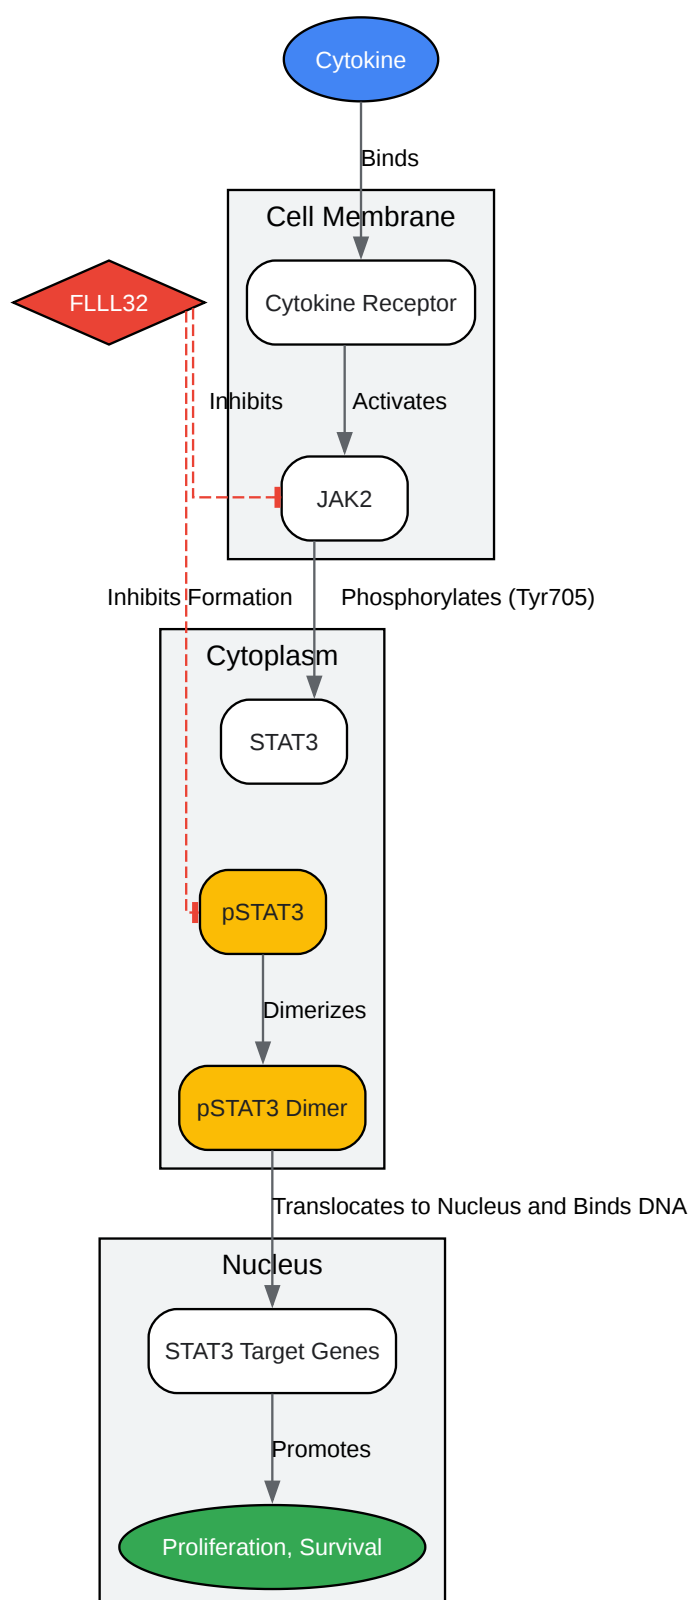 Cytokine
Binds
Cell Membrane
FLLL32
Cytokine Receptor
Inhibits
Activates
JAK2
Inhibits Formation
Phosphorylates (Tyr705)
Cytoplasm
STAT3
pSTAT3
Dimerizes
pSTAT3 Dimer
Translocates to Nucleus and Binds DNA
Nucleus
STAT3 Target Genes
Promotes
Proliferation, Survival